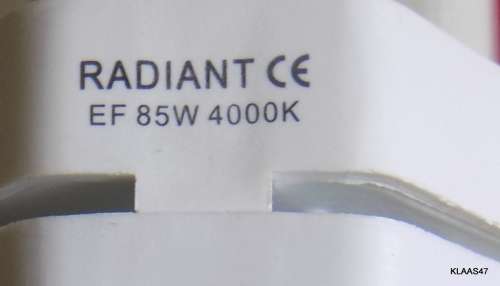 RADIANT CE
EF 85W 4000K
KLAAS47